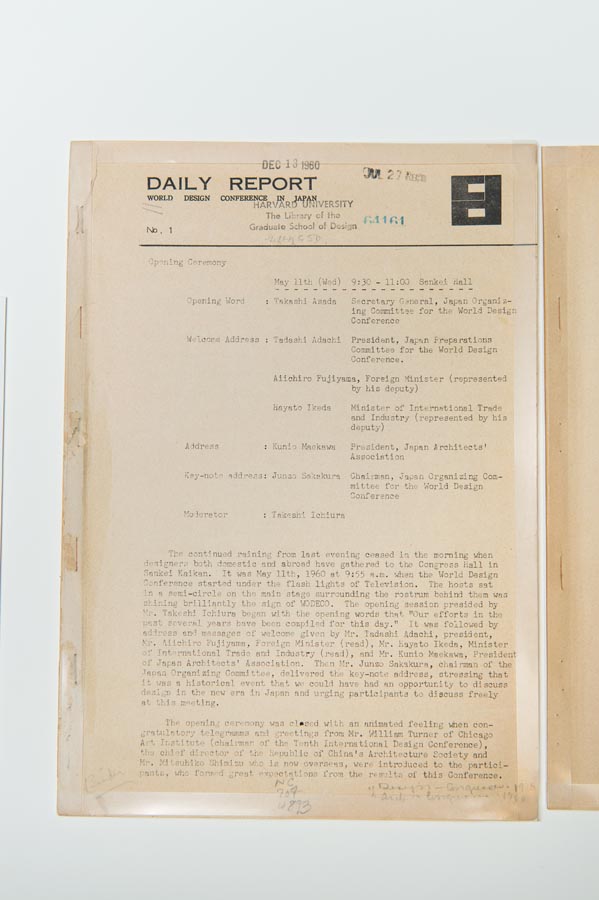 DEC 13 1960
JUL 27
DAILY REPORT
WORLD DESIGN CONFERENCE IN JAPAN
HARVARD UNIVERSITY
The Library of the
Graduate School of Design
64161
No. 1
Opening Ceremony
May 11th (Wed) 9:30 - 11:00 Sankei Hall
Opening Word : Takashi Asada Secretary General, Japan Organiz-
ing Committee for the World Design
Conference
Welcome Address : Tadashi Adachi President, Japan Preparations
Committee for the World Design
Conference.
Aiichiro Fujiyama, Foreign Minister (represented
by his deputy)
Hayato Ikeda Minister of International Trade
and Industry (represented by his
deputy)
Address : Kunio Maekawa President, Japan Architects'
Association
Key-note address: Junzo Sakakura Chairman, Japan Organizing Com-
mittee for the World Design
Conference
Moderator : Takeshi Ichiura
The continued raining from last evening ceased in the morning when
designers both domestic and abroad have gathered to the Congress Hall in
Sankei Kaikan. It was May 11th, 1960 at 9:55 a.m. when the World Design
Conference started under the flash lights of Television. The hosts sat
in a semi-circle on the main stage surrounding the rostrum behind them was
shining brilliantly the sign of WODECO. The opening session presided by
Mr. Takeshi Ichiura began with the opening words that "Our efforts in the
past several years have been compiled for this day." It was followed by
address and messages of welcome given by Mr. Tadashi Adachi, president,
Mr. Aiichiro Fujiyama, Foreign Minister (read), Mr. Hayato Ikeda, Minister
of International Trade and Industry (read), and Mr. Kunio Maekawa, President
of Japan Architects' Association. Then Mr. Junzo Sakakura, chairman of the
Japan Organizing Committee, delivered the key-note address, stressing that
it was a historical event that we could have had an opportunity to discuss
design in the new era in Japan and urging participants to discuss freely
at this meeting.
The opening ceremony was closed with an animated feeling when con-
gratulatory telegrams and greetings from Mr. William Turner of Chicago
Art Institute (chairman of the Tenth International Design Conference),
the chief director of the Republic of China's Architecture Society and
Mr. Mitsuhiko Shimizu who is now overseas, were introduced to the partici-
pants, who formed great expectations from the results of this Conference.
NC
707